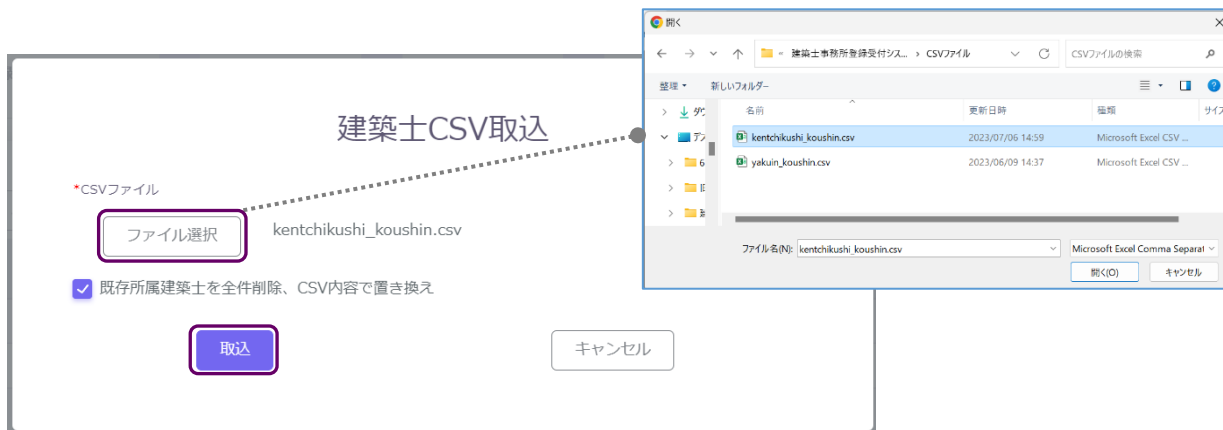 建築士CSV取込
*CSVファイル
ファイル選択
kentchikushi_koushin.csv
既存所属建築士を全件削除、CSV内容で置き換え
取込
キャンセル
開く
« 建築士事務所登録受付シス... › CSVファイル
CSVファイルの検索
整理
新しいフォルダー
名前
更新日時
種類
サイズ
kentchikushi_koushin.csv
2023/07/06 14:59
Microsoft Excel CSV ...
yakuin_koushin.csv
2023/06/09 14:37
Microsoft Excel CSV ...
6
ファイル名(N):
kentchikushi_koushin.csv
Microsoft Excel Comma Separat
開く(O)
キャンセル